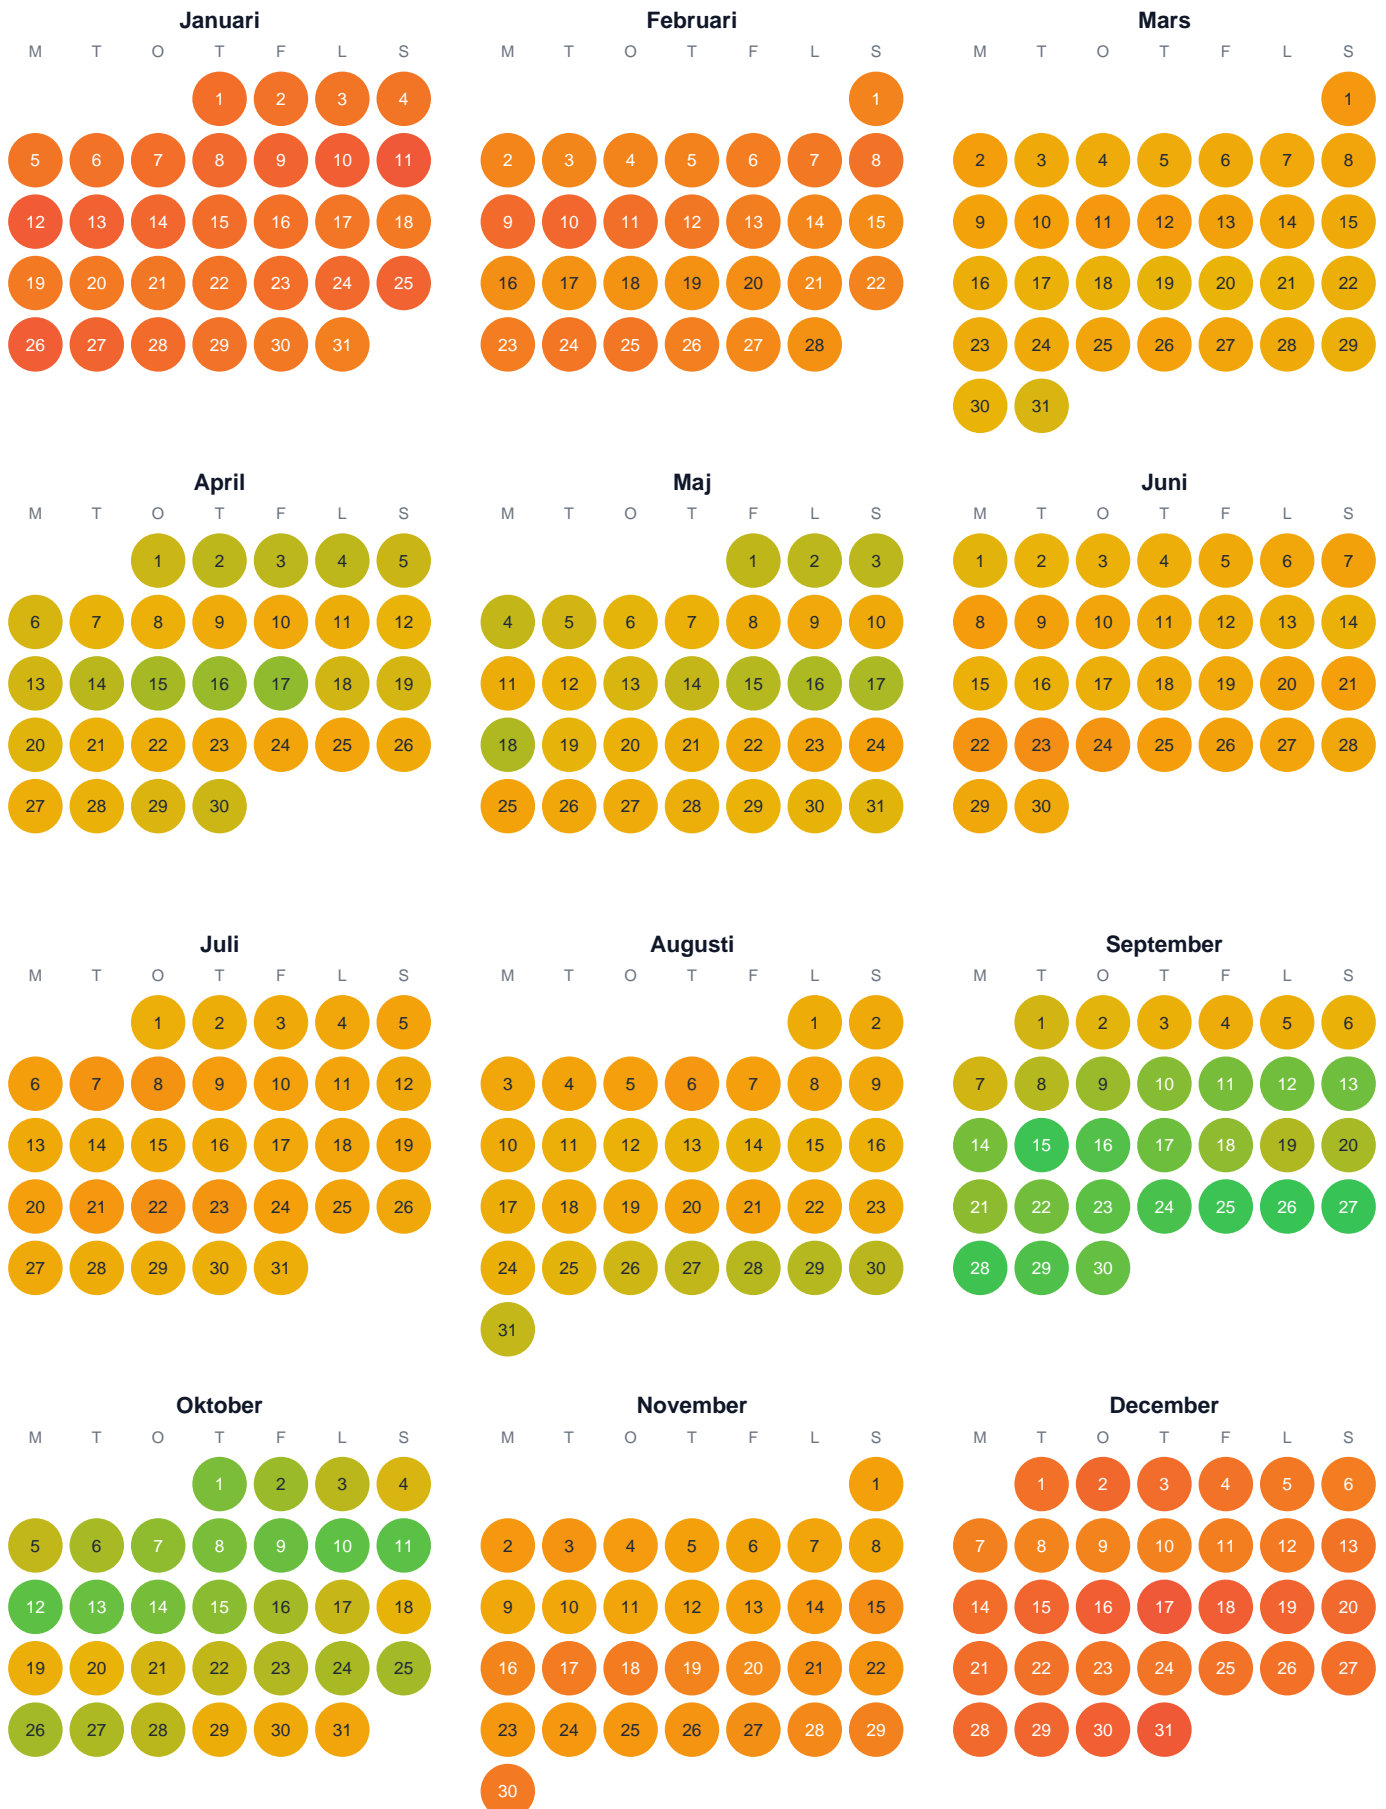 Januari Februari Mars
M T O T F L S M T O T F L S M T O T F L S
1 2 3 4 1 1
5 6 7 8 9 10 11 2 3 4 5 6 7 8 2 3 4 5 6 7 8
12 13 14 15 16 17 18 9 10 11 12 13 14 15 9 10 11 12 13 14 15
19 20 21 22 23 24 25 16 17 18 19 20 21 22 16 17 18 19 20 21 22
26 27 28 29 30 31 23 24 25 26 27 28 23 24 25 26 27 28 29
30 31
April Maj Juni
M T O T F L S M T O T F L S M T O T F L S
1 2 3 4 5 1 2 3 1 2 3 4 5 6 7
6 7 8 9 10 11 12 4 5 6 7 8 9 10 8 9 10 11 12 13 14
13 14 15 16 17 18 19 11 12 13 14 15 16 17 15 16 17 18 19 20 21
20 21 22 23 24 25 26 18 19 20 21 22 23 24 22 23 24 25 26 27 28
27 28 29 30 25 26 27 28 29 30 31 29 30
Juli Augusti September
M T O T F L S M T O T F L S M T O T F L S
1 2 3 4 5 1 2 1 2 3 4 5 6
6 7 8 9 10 11 12 3 4 5 6 7 8 9 7 8 9 10 11 12 13
13 14 15 16 17 18 19 10 11 12 13 14 15 16 14 15 16 17 18 19 20
20 21 22 23 24 25 26 17 18 19 20 21 22 23 21 22 23 24 25 26 27
27 28 29 30 31 24 25 26 27 28 29 30 28 29 30
31
Oktober November December
M T O T F L S M T O T F L S M T O T F L S
1 2 3 4 1 1 2 3 4 5 6
5 6 7 8 9 10 11 2 3 4 5 6 7 8 7 8 9 10 11 12 13
12 13 14 15 16 17 18 9 10 11 12 13 14 15 14 15 16 17 18 19 20
19 20 21 22 23 24 25 16 17 18 19 20 21 22 21 22 23 24 25 26 27
26 27 28 29 30 31 23 24 25 26 27 28 29 28 29 30 31
30